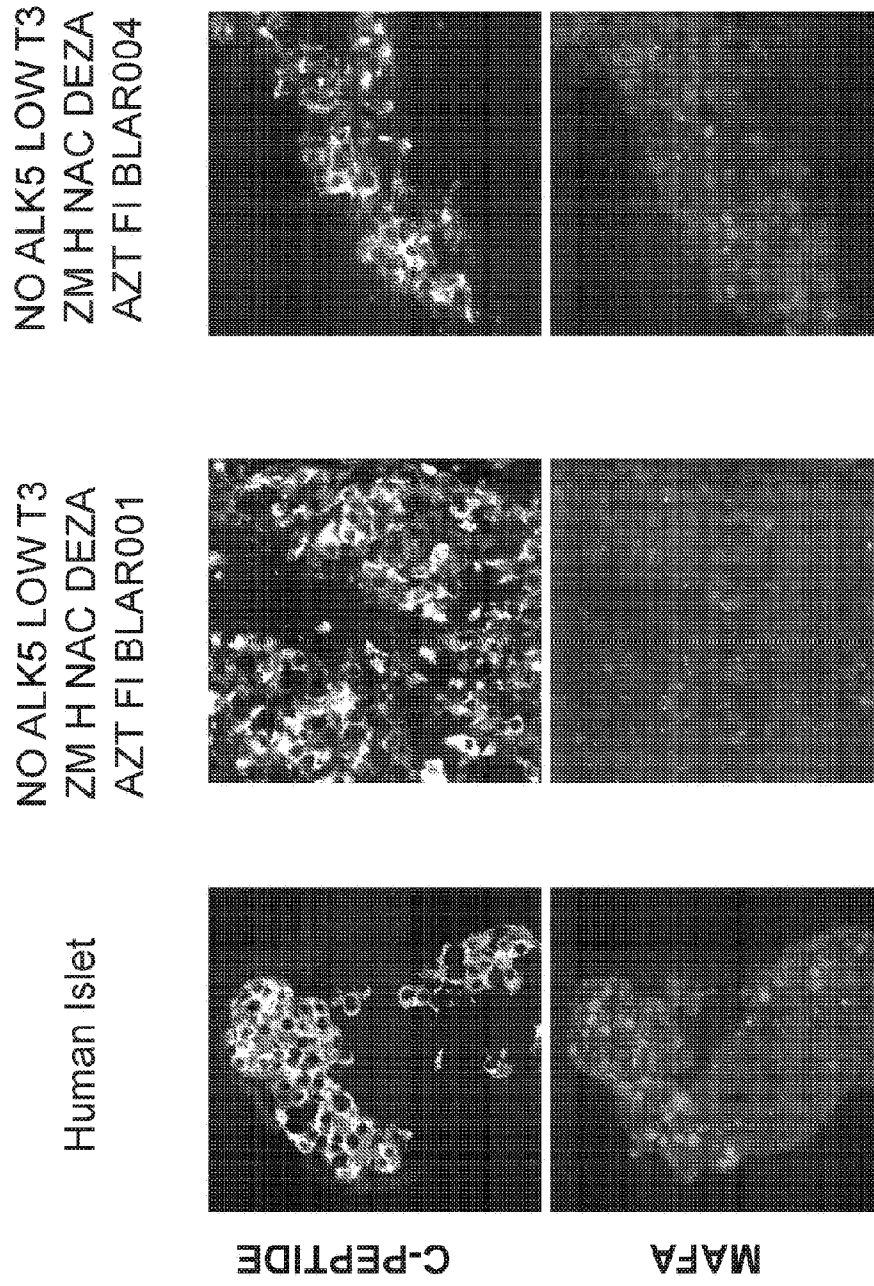 Human Islet
NO ALK5 LOW T3
ZM H NAC DEZA
AZT FI BLAR001
NO ALK5 LOW T3
ZM H NAC DEZA
AZT FI BLAR004
C-PEPTIDE
MAFA